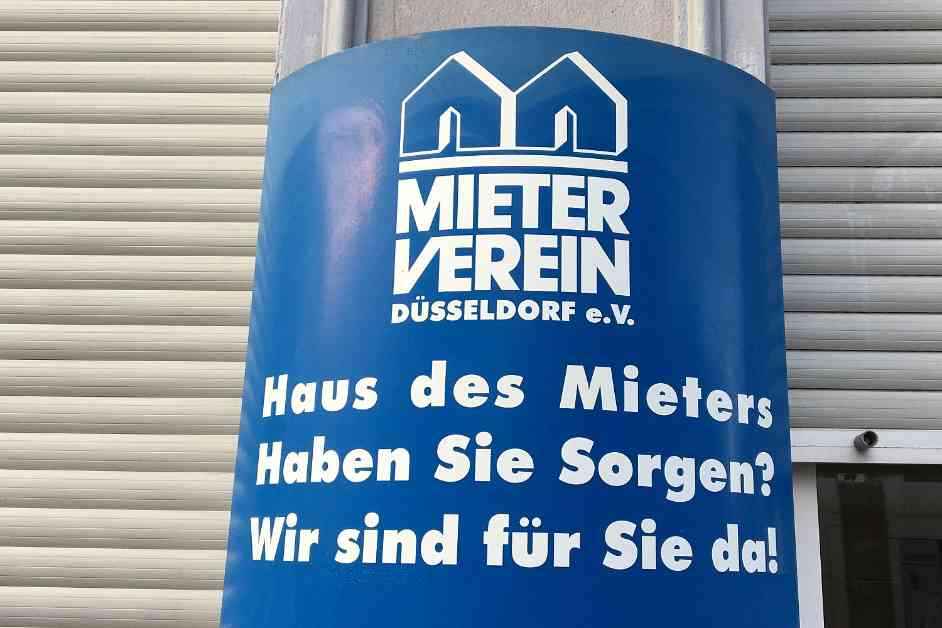 MIETER
VEREIN
DÜSSELDORF e.V.
Haus des Mieters
Haben Sie Sorgen?
Wir sind für Sie da!